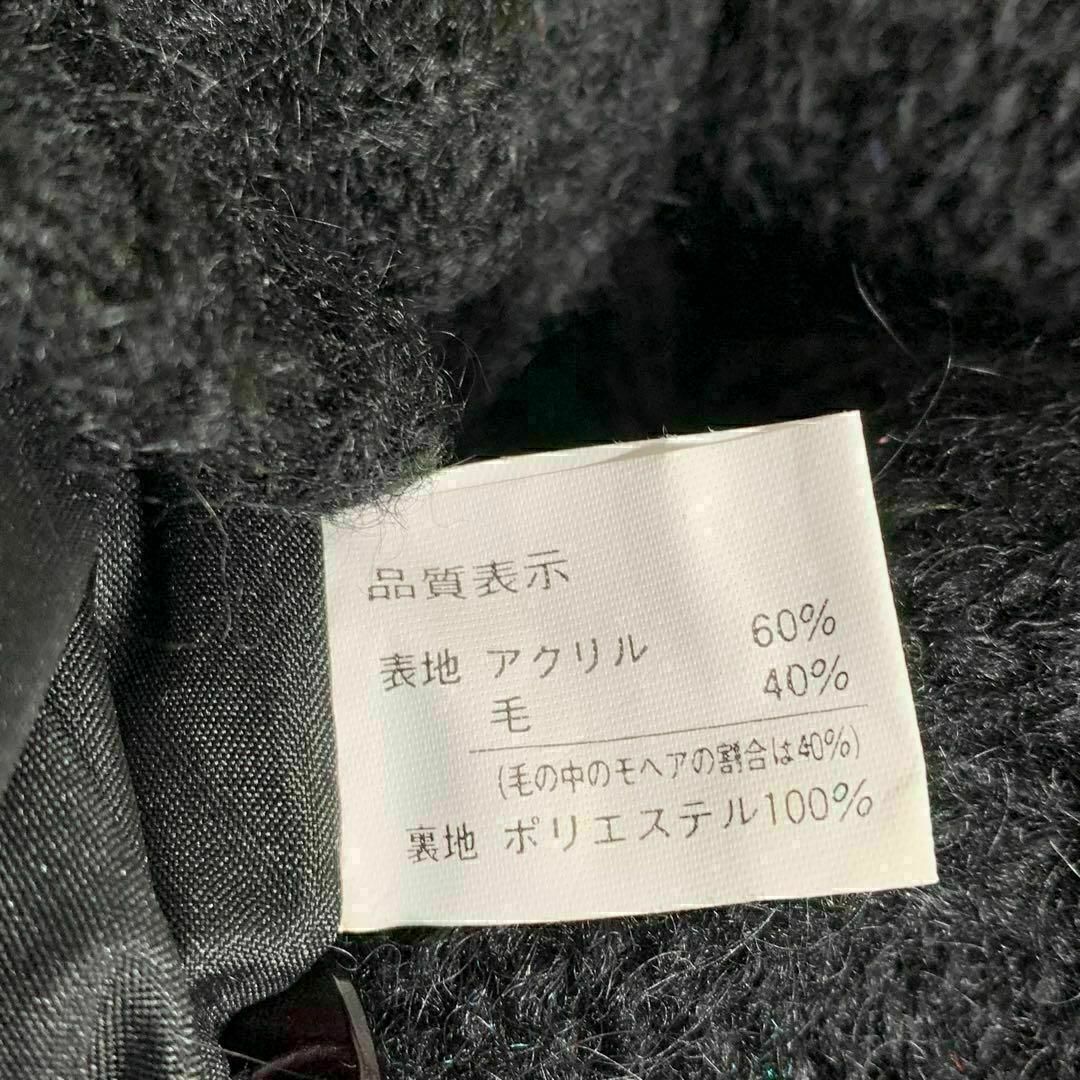 品質表示
表地 アクリル 60%
毛 40%
(毛の中のモヘアの割合は40%)
裏地 ポリエステル100%